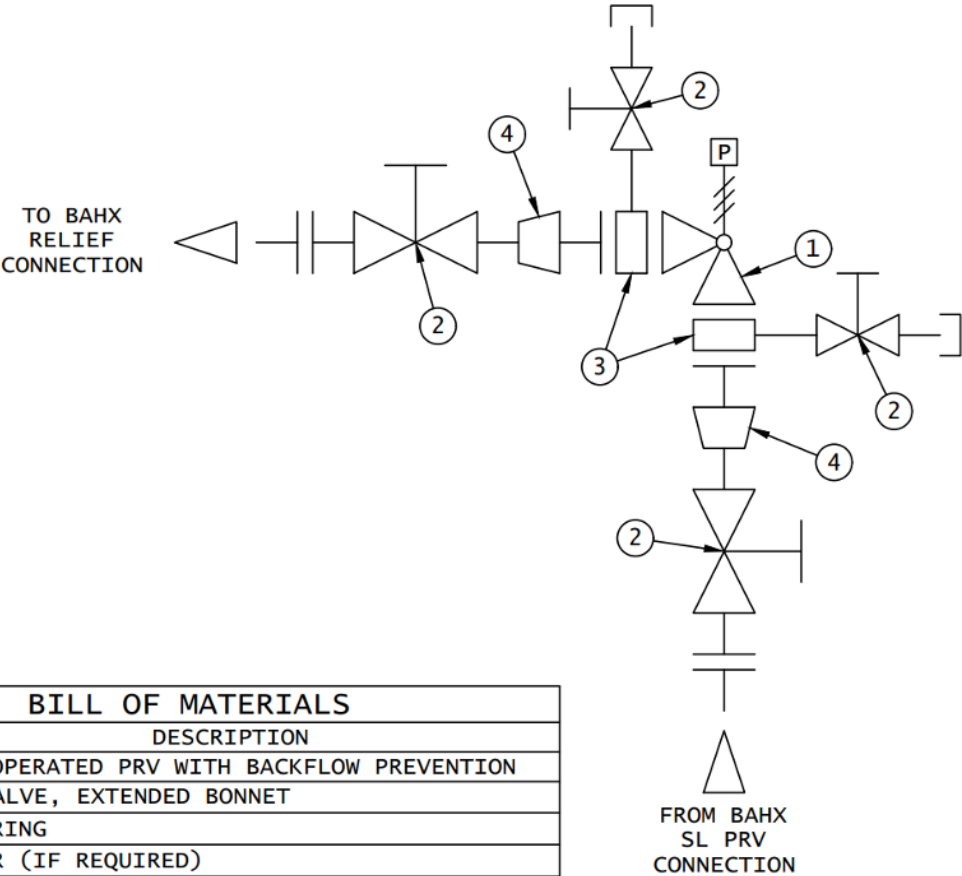 2
P
4
TO BAHX
RELIEF
CONNECTION
1
2
3
2
4
2
BILL OF MATERIALS
DESCRIPTION
OPERATED PRV WITH BACKFLOW PREVENTION
ALVE, EXTENDED BONNET
RING
R (IF REQUIRED)
FROM BAHX
SL PRV
CONNECTION